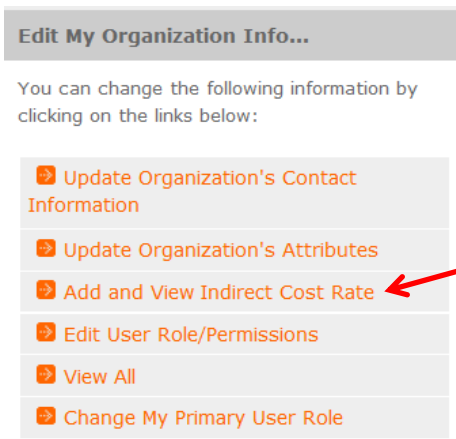 Edit My Organization Info...
You can change the following information by
clicking on the links below:
Update Organization's Contact
Information
Update Organization's Attributes
Add and View Indirect Cost Rate
Edit User Role/Permissions
View All
Change My Primary User Role